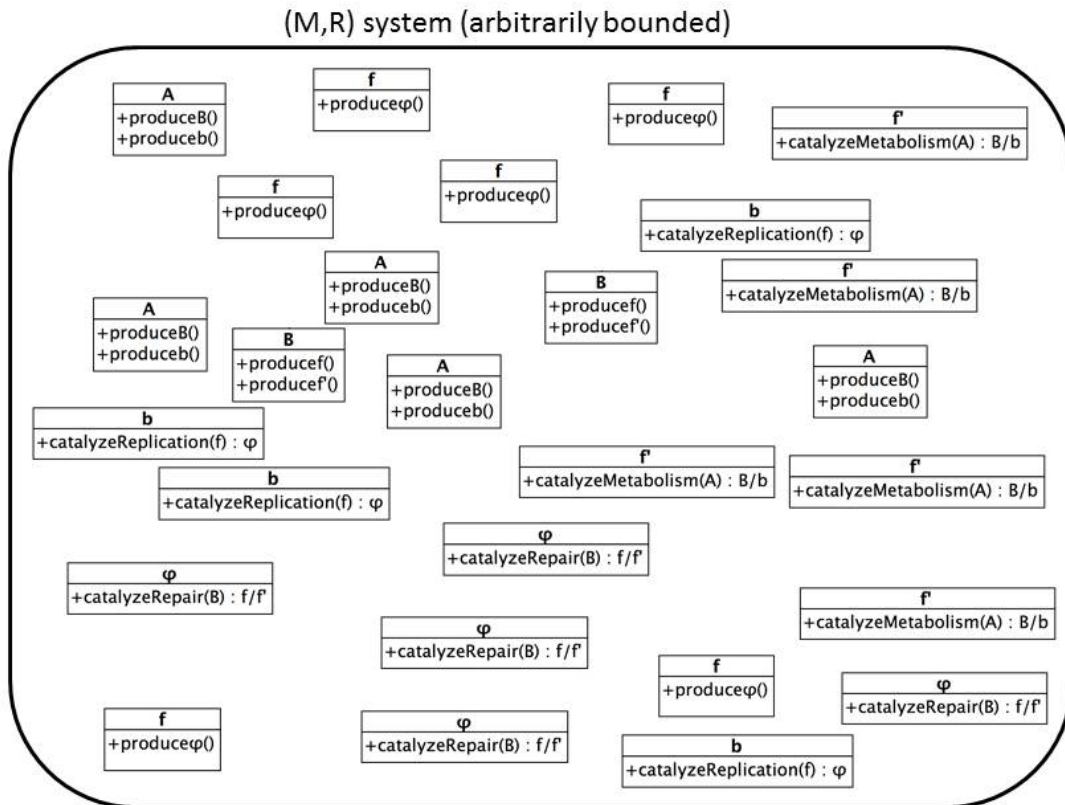 (M,R) system (arbitrarily bounded)
A
+produceB()
+produceb()
f
+produceφ()
f
+produceφ()
f'
+catalyzeMetabolism(A) : B/b
f
+produceφ()
f
+produceφ()
b
+catalyzeReplication(f) : φ
A
+produceB()
+produceb()
B
+producef()
+producef'()
f'
+catalyzeMetabolism(A) : B/b
A
+produceB()
+produceb()
B
+producef()
+producef'()
A
+produceB()
+produceb()
A
+produceB()
+produceb()
b
+catalyzeReplication(f) : φ
b
+catalyzeReplication(f) : φ
f'
+catalyzeMetabolism(A) : B/b
f'
+catalyzeMetabolism(A) : B/b
φ
+catalyzeRepair(B) : f/f'
φ
+catalyzeRepair(B) : f/f'
f'
+catalyzeMetabolism(A) : B/b
φ
+catalyzeRepair(B) : f/f'
f
+produceφ()
φ
+catalyzeRepair(B) : f/f'
f
+produceφ()
φ
+catalyzeRepair(B) : f/f'
b
+catalyzeReplication(f) : φ